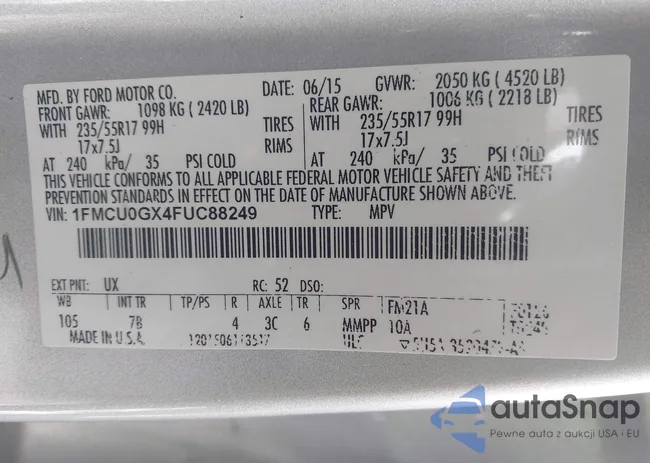 MFD. BY FORD MOTOR CO.
DATE: 06/15 GVWR: 2050 KG ( 4520 LB)
FRONT GAWR: 1098 KG ( 2420 LB) REAR GAWR: 1006 KG ( 2218 LB)
WITH 235/55R17 99H TIRES WITH 235/55R17 99H TIRES
17x7.5J RIMS 17x7.5J RIMS
AT 240 kPa/ 35 PSI COLD AT 240 kPa/ 35 PSI COLD
THIS VEHICLE CONFORMS TO ALL APPLICABLE FEDERAL MOTOR VEHICLE SAFETY AND THEFT
PREVENTION STANDARDS IN EFFECT ON THE DATE OF MANUFACTURE SHOWN ABOVE.
VIN: 1FMCU0GX4FUC88249 TYPE: MPV
EXT PNT: UX RC: 52 DSO:
WB INT TR TP/PS R AXLE TR SPR FM21A
105 7B 4 3C 6 MMPP 10A
MADE IN U.S.A. ULC
autaSnap
Pewne auta z aukcji USA i EU